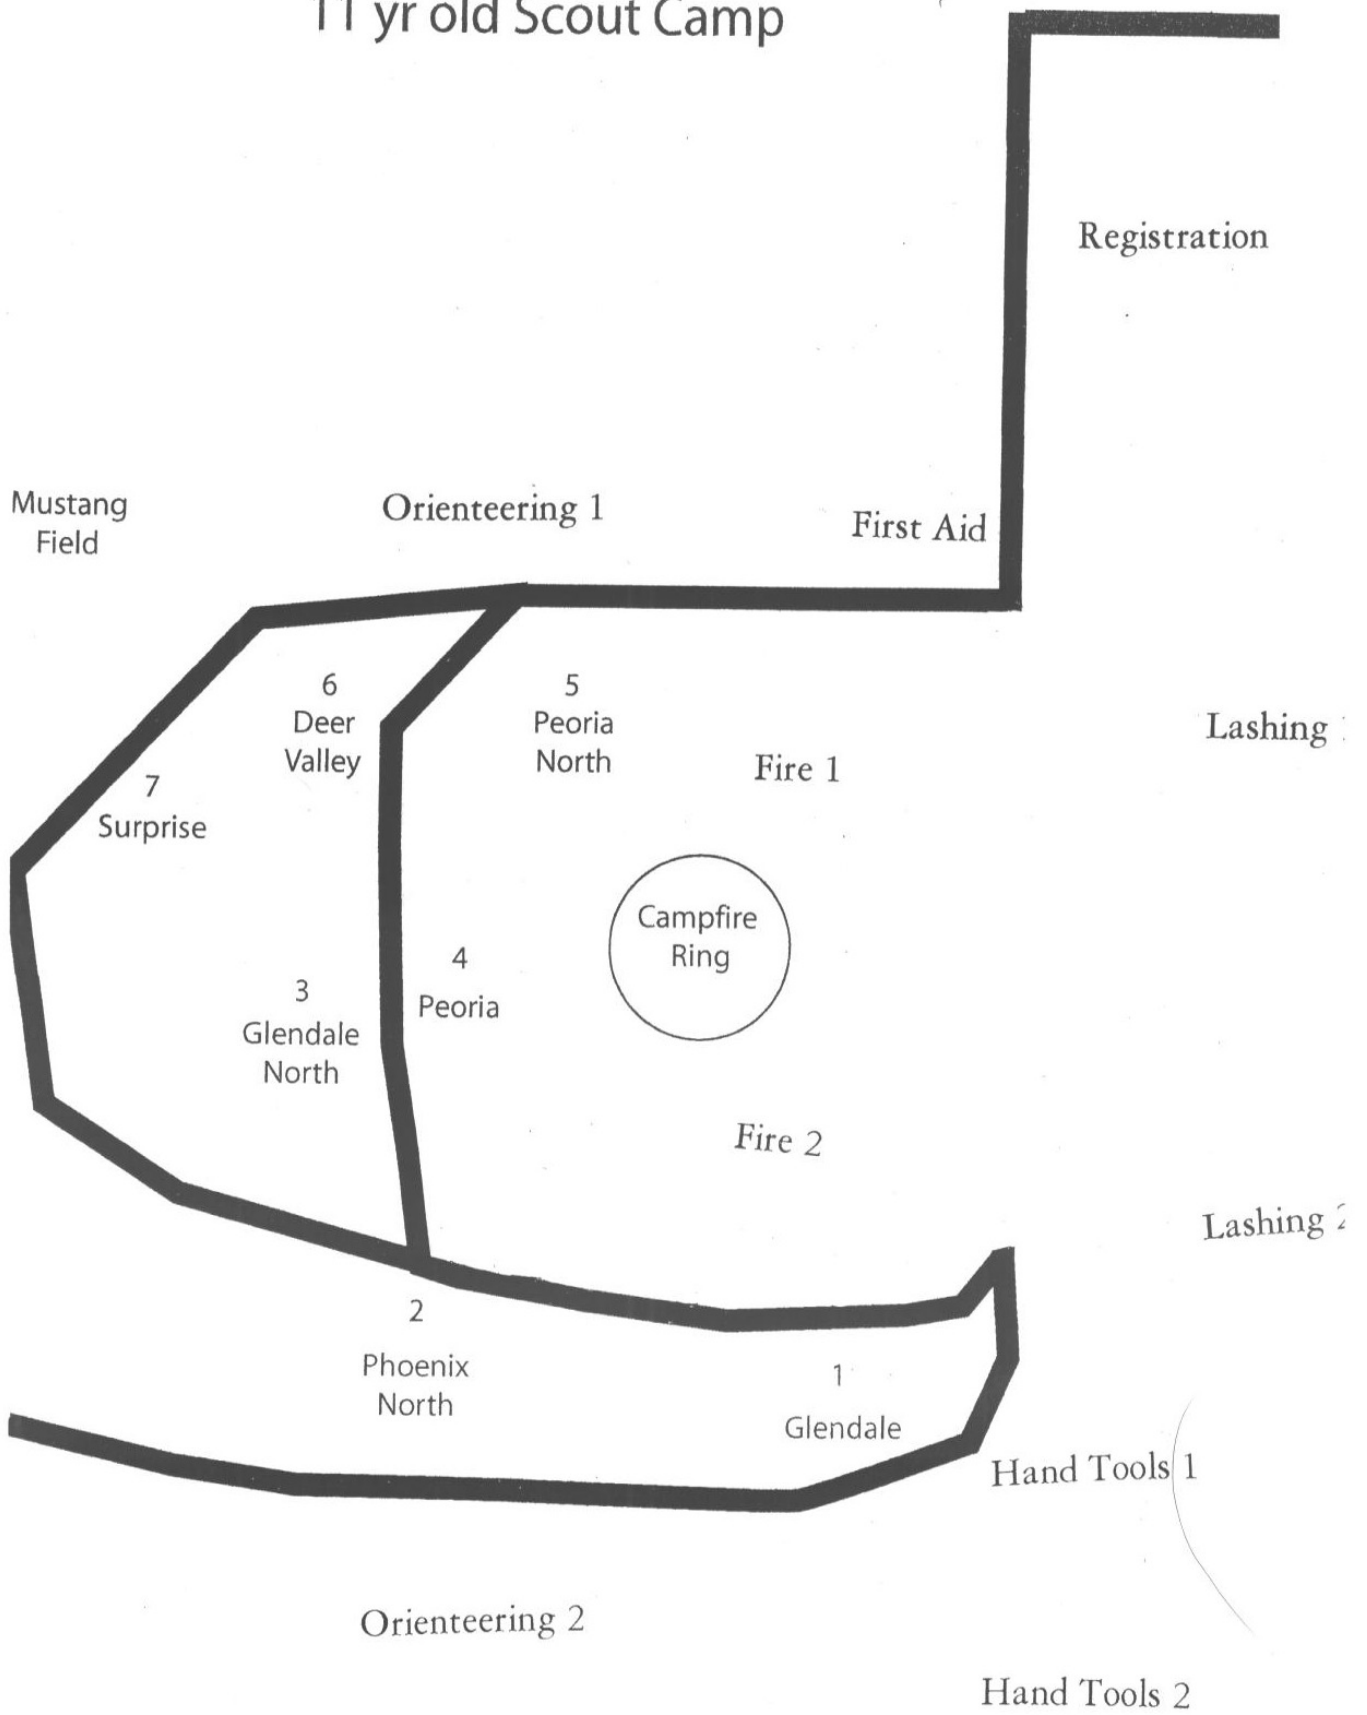 11 yr old Scout Camp
Registration
Mustang
Field
Orienteering 1
First Aid
6
Deer
Valley
5
Peoria
North
Fire 1
Lashing
7
Surprise
Campfire
Ring
4
Peoria
3
Glendale
North
Fire 2
Lashing 2
2
Phoenix
North
1
Glendale
Hand Tools 1
Orienteering 2
Hand Tools 2